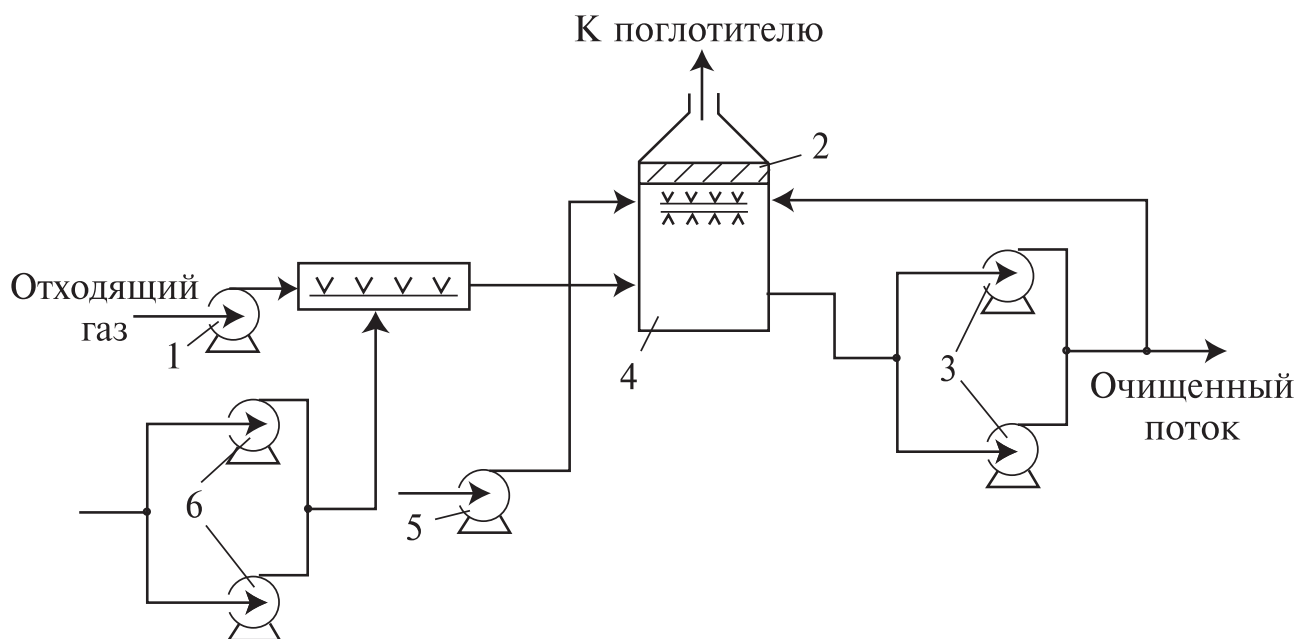 К поглотителю
2
Отходящий
газ
1
4
3
Очищенный
поток
6
5